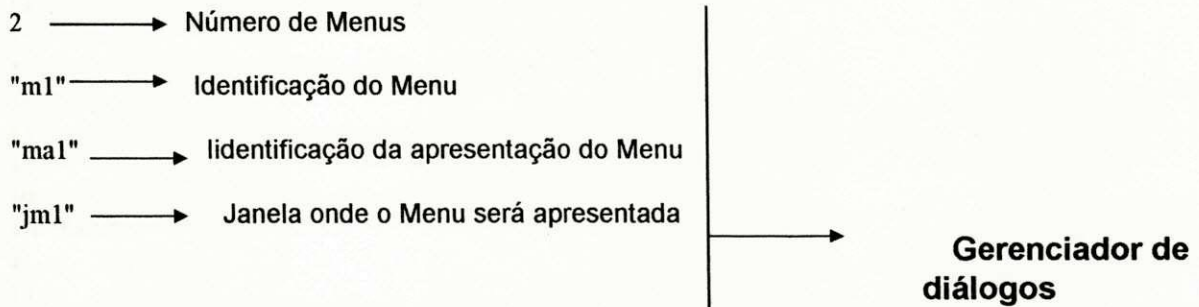 2 Número de Menus
"m1" Identificação do Menu
"ma1" Iidentificação da apresentação do Menu
"jm1" Janela onde o Menu será apresentada
Gerenciador de
diálogos